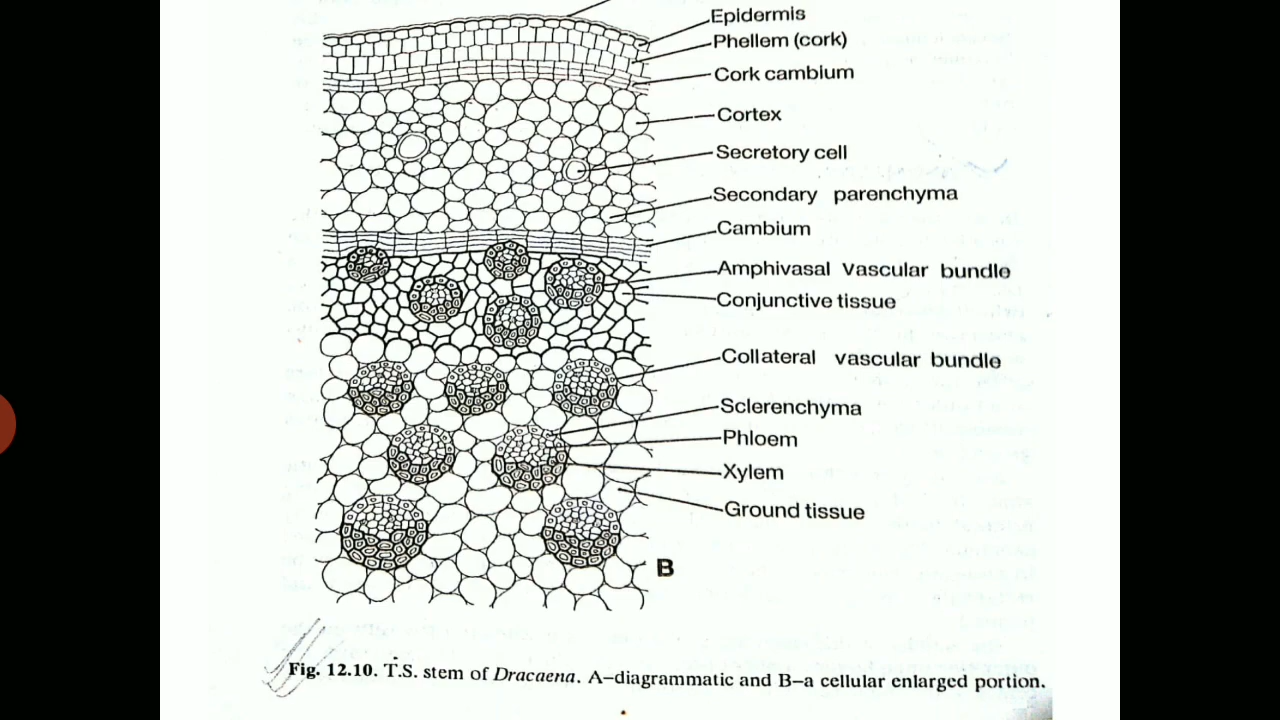 Epidermis
Phellem (cork)
Cork cambium
Cortex
Secretory cell
Secondary parenchyma
Cambium
Amphivasal Vascular bundle
Conjunctive tissue
Collateral vascular bundle
Sclerenchyma
Phloem
Xylem
Ground tissue
B
Fig. 12.10. T.S. stem of Dracaena. A–diagrammatic and B–a cellular enlarged portion.